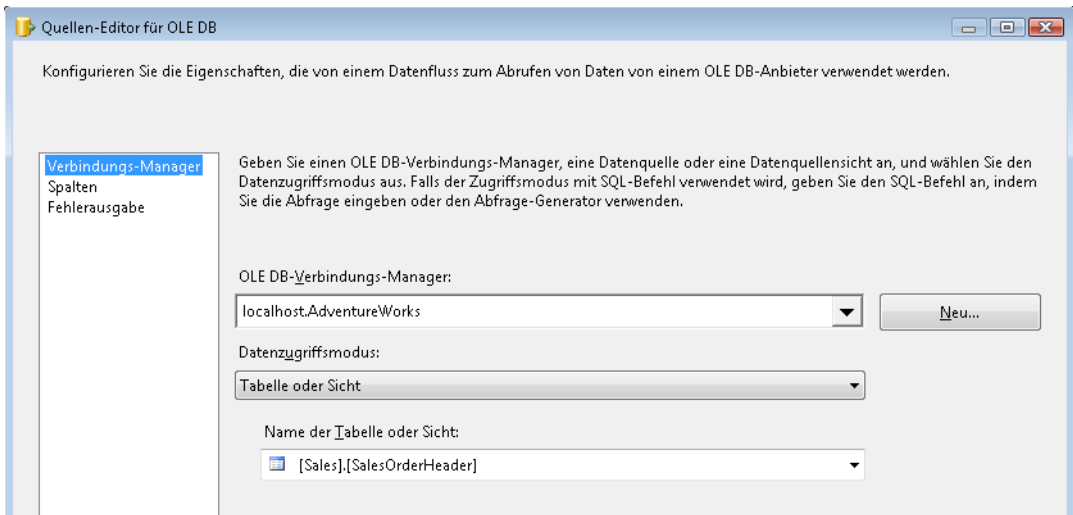 Quellen-Editor für OLE DB
Konfigurieren Sie die Eigenschaften, die von einem Datenfluss zum Abrufen von Daten von einem OLE DB-Anbieter verwendet werden.
Verbindungs-Manager
Spalten
Fehlerausgabe
Geben Sie einen OLE DB-Verbindungs-Manager, eine Datenquelle oder eine Datenquellensicht an, und wählen Sie den
Datenzugriffsmodus aus. Falls der Zugriffsmodus mit SQL-Befehl verwendet wird, geben Sie den SQL-Befehl an, indem
Sie die Abfrage eingeben oder den Abfrage-Generator verwenden.
OLE DB-Verbindungs-Manager:
localhost.AdventureWorks
Neu...
Datenzugriffsmodus:
Tabelle oder Sicht
Name der Tabelle oder Sicht:
[Sales].[SalesOrderHeader]